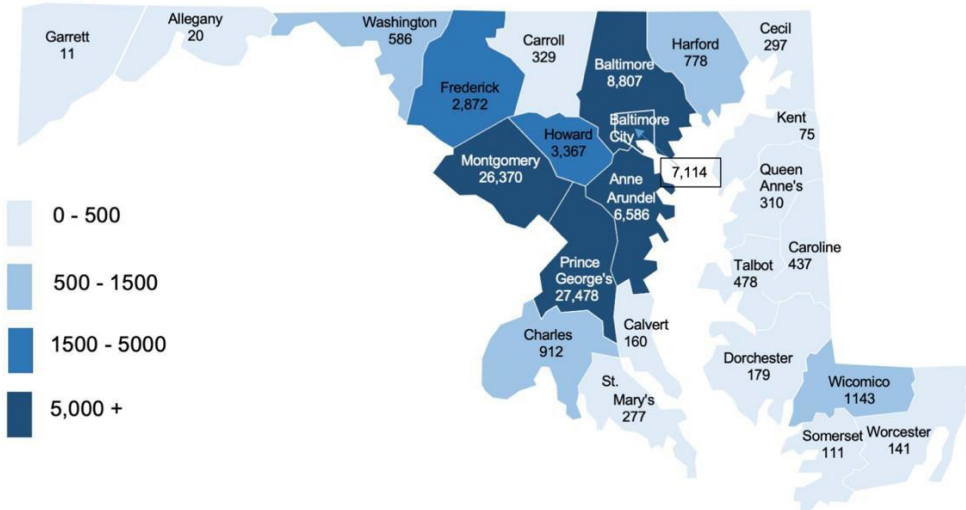 Garrett
11
Allegany
20
Washington
586
Frederick
2,872
Carroll
329
Baltimore
8,807
Harford
778
Cecil
297
Baltimore
City
7,114
Howard
3,367
Montgomery
26,370
Anne
Arundel
6,586
Prince
George's
27,478
Kent
75
Queen
Anne's
310
Caroline
437
Talbot
478
Charles
912
Calvert
160
St.
Mary's
277
Dorchester
179
Wicomico
1143
Somerset
111
Worcester
141
0 - 500
500 - 1500
1500 - 5000
5,000 +